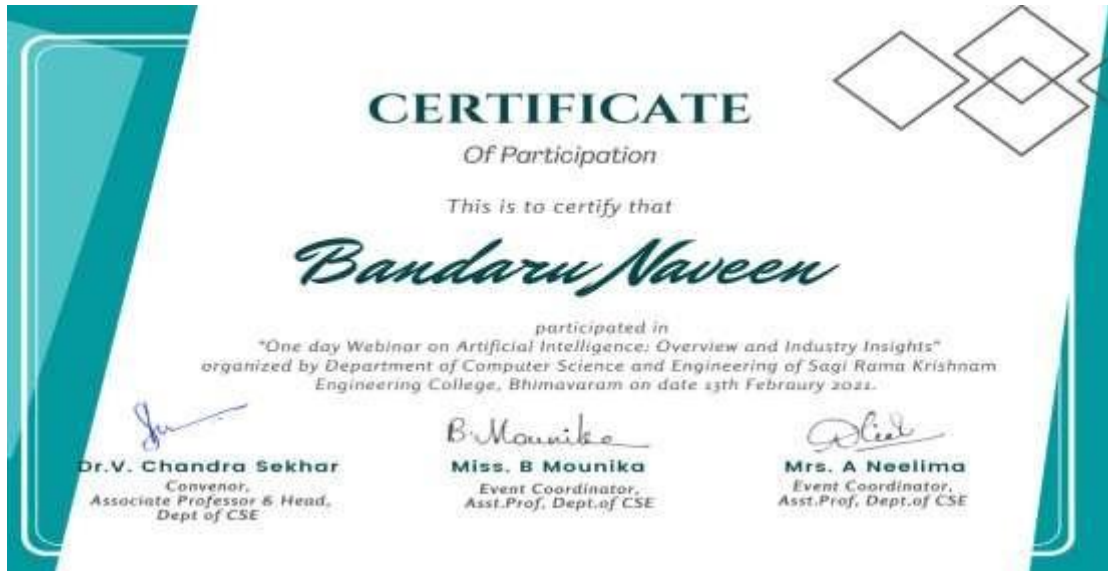 CERTIFICATE
Of Participation
This is to certify that
Bandaru Naveen
participated in
"One day Webinar on Artificial Intelligence: Overview and Industry Insights"
organized by Department of Computer Science and Engineering of Sagi Rama Krishnam
Engineering College, Bhimavaram on date 13th Febraury 2021.
B. Mounika
Dr.V. Chandra Sekhar
Convenor,
Associate Professor & Head,
Dept of CSE
Miss. B Mounika
Event Coordinator,
Asst.Prof, Dept.of CSE
Mrs. A Neelima
Event Coordinator,
Asst.Prof, Dept.of CSE